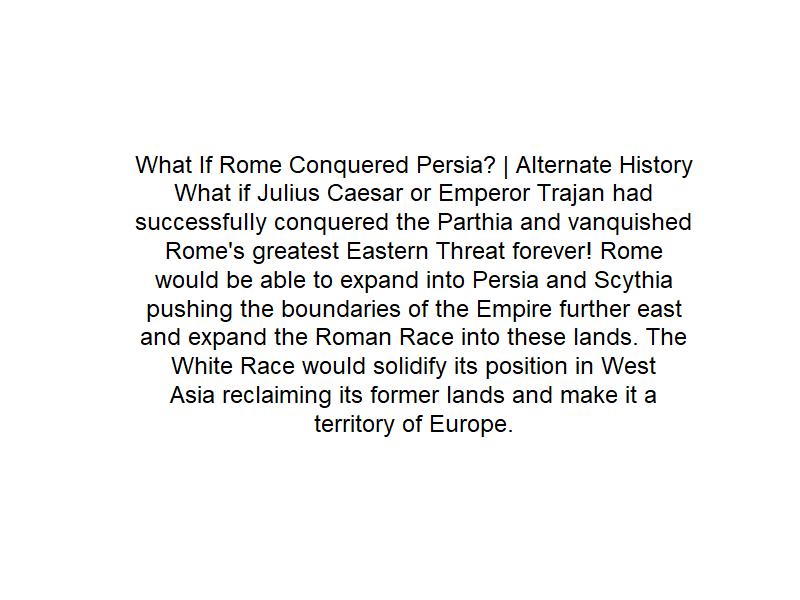 What If Rome Conquered Persia? | Alternate History
What if Julius Caesar or Emperor Trajan had
successfully conquered the Parthia and vanquished
Rome's greatest Eastern Threat forever! Rome
would be able to expand into Persia and Scythia
pushing the boundaries of the Empire further east
and expand the Roman Race into these lands. The
White Race would solidify its position in West
Asia reclaiming its former lands and make it a
territory of Europe.